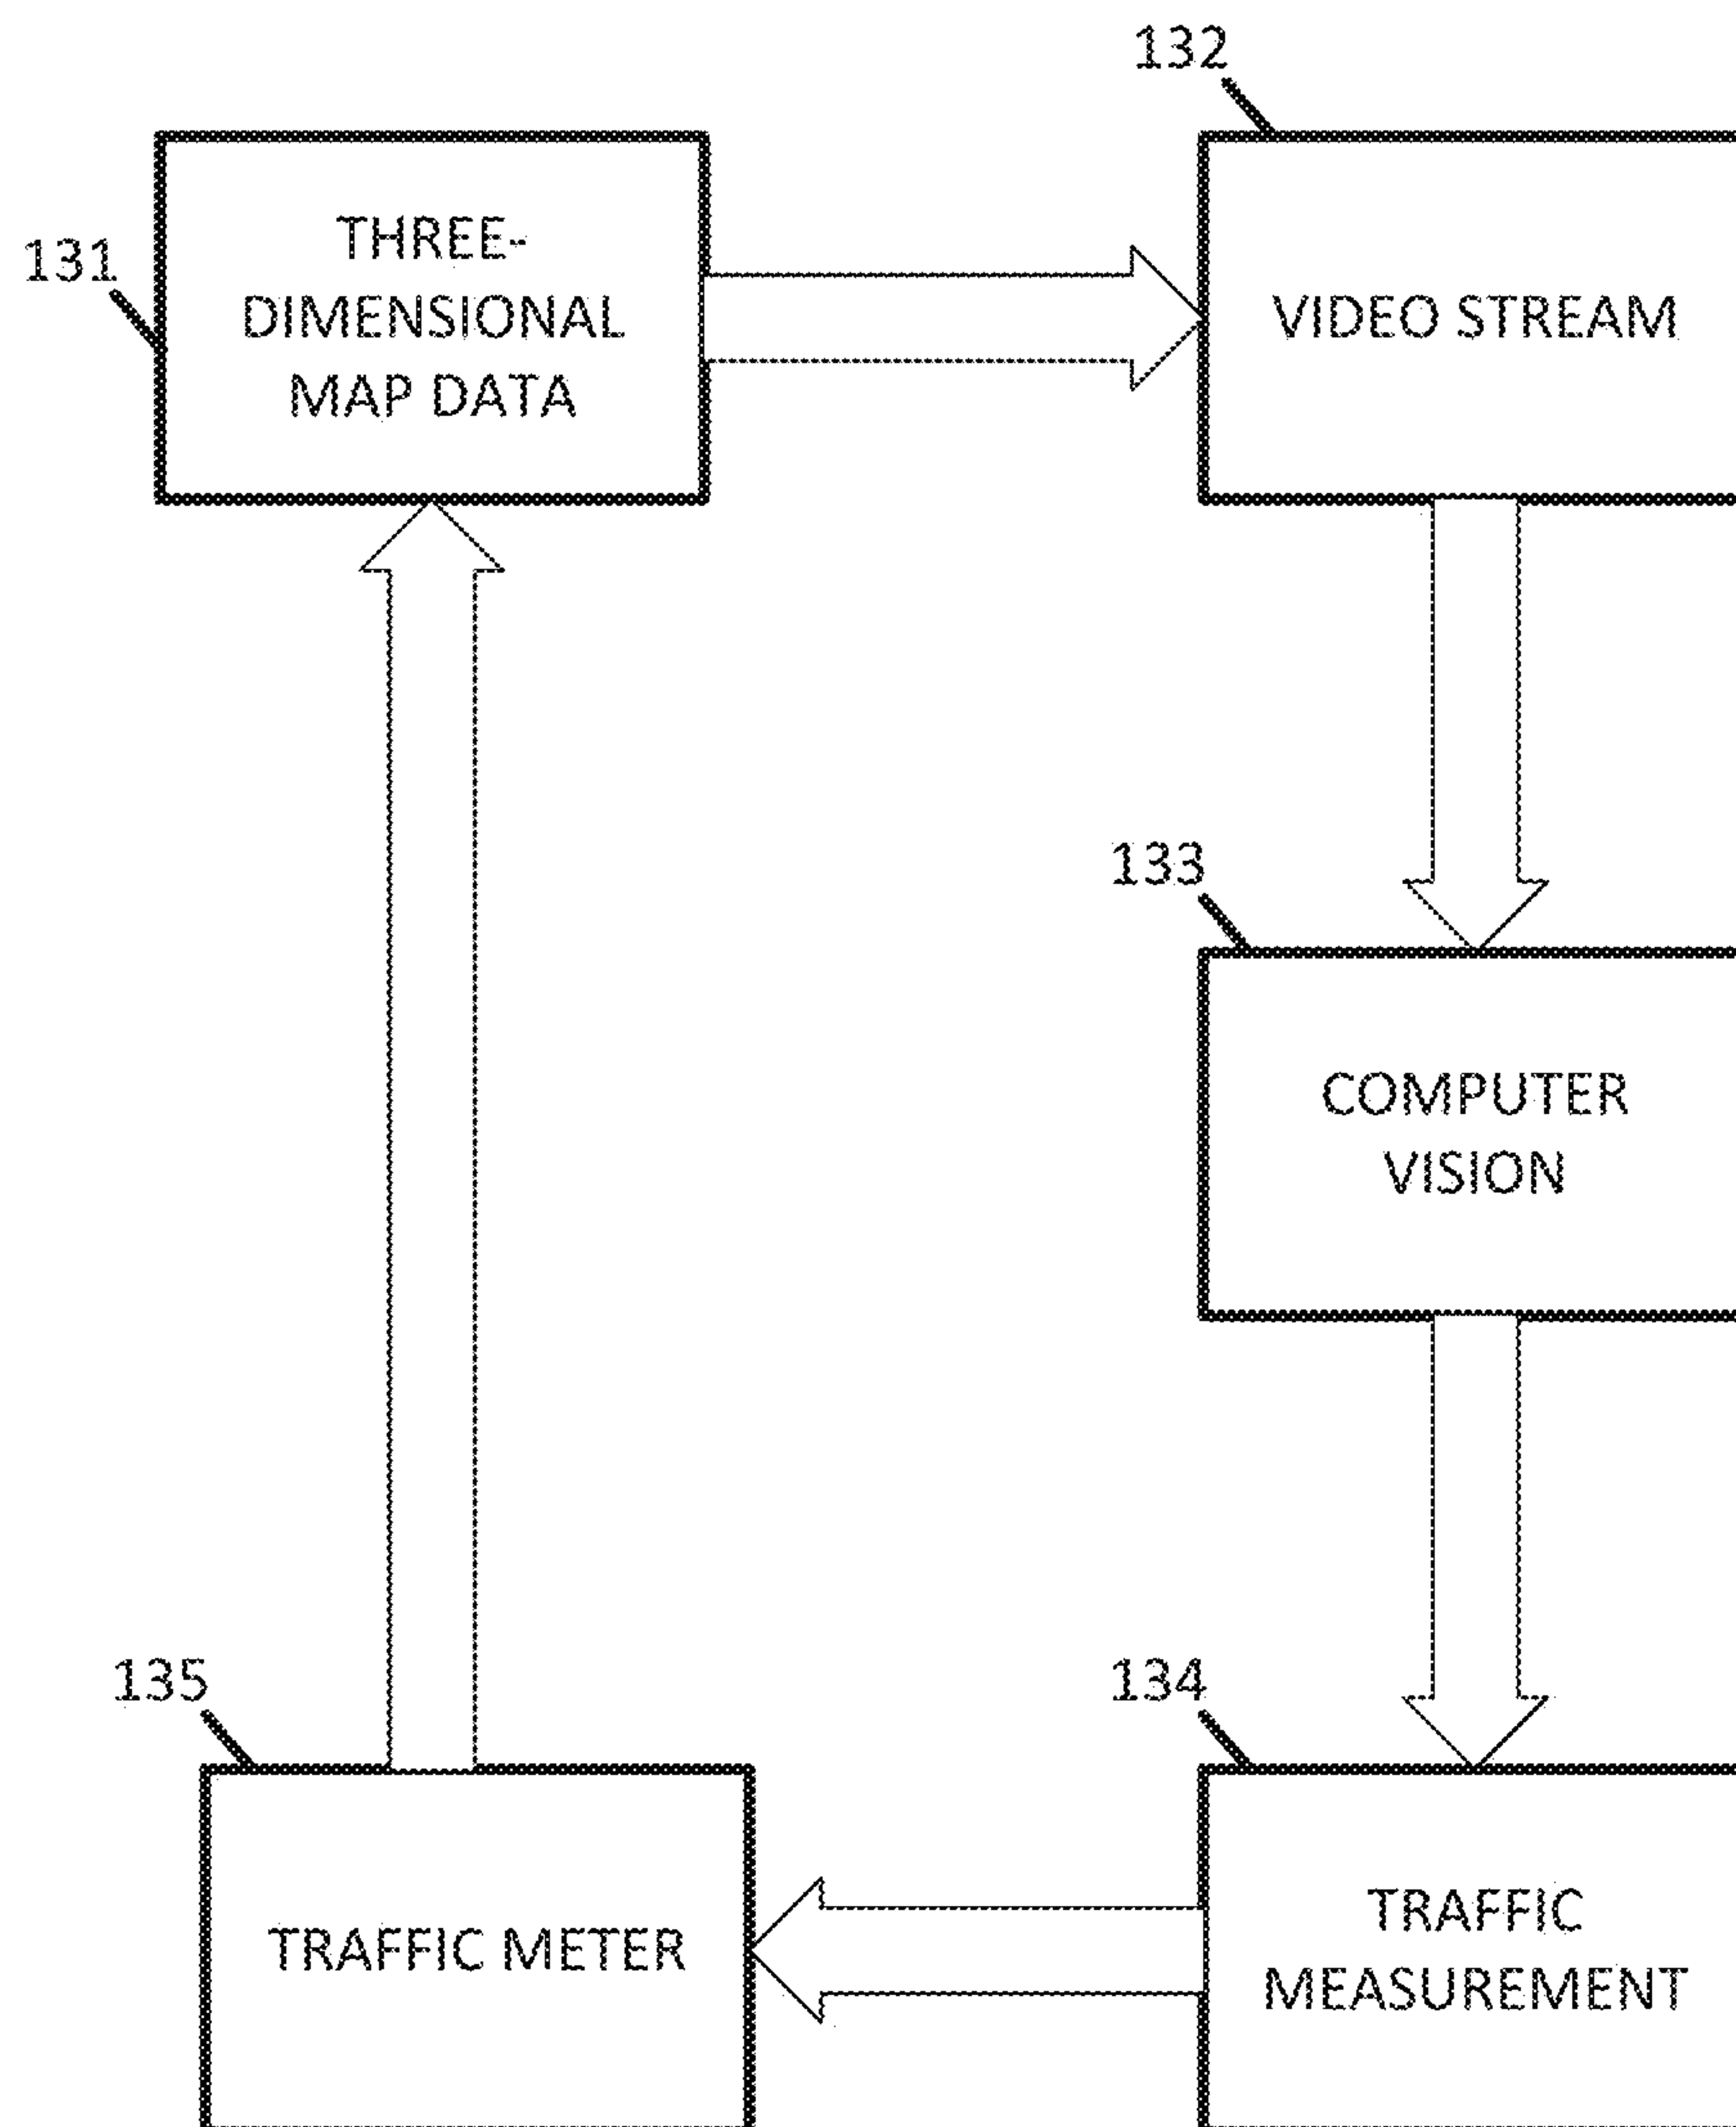 132
131
THREE-
DIMENSIONAL
MAP DATA
VIDEO STREAM
133
COMPUTER
VISION
135
134
TRAFFIC METER
TRAFFIC
MEASUREMENT